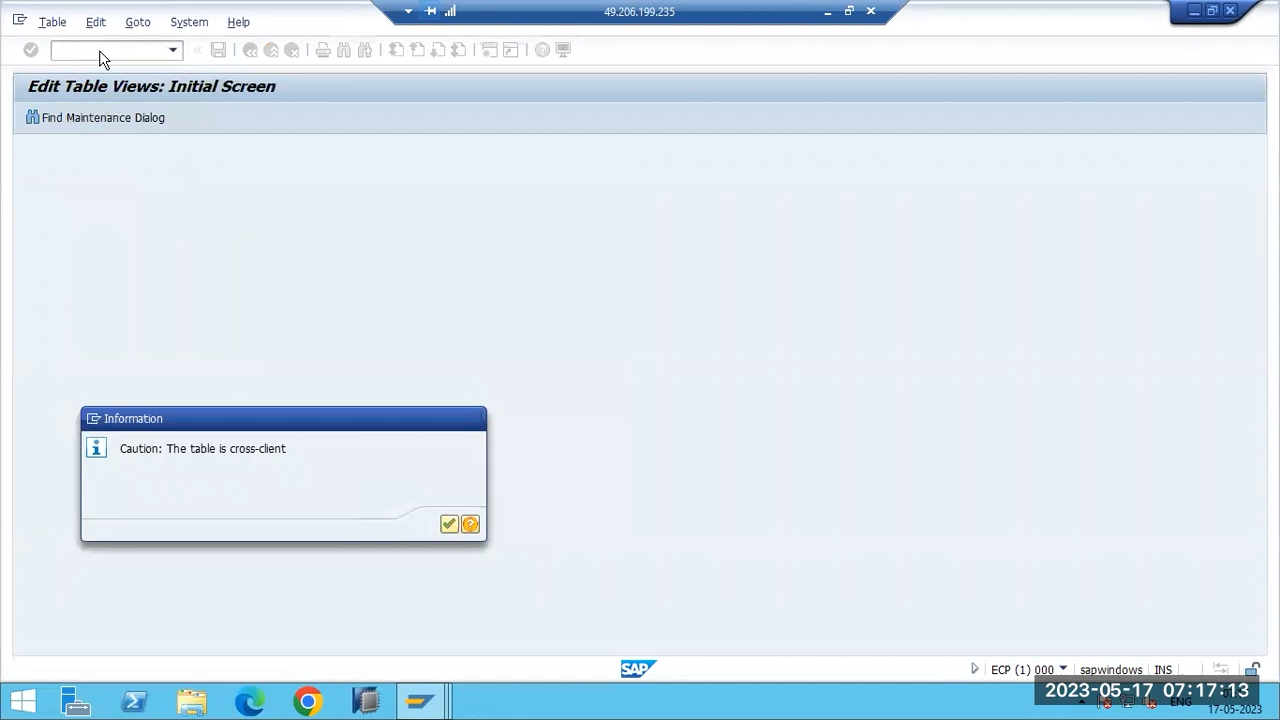 49.206.199.235
Table Edit Goto System Help
Edit Table Views: Initial Screen
Find Maintenance Dialog
Information
Caution: The table is cross-client
SAP
ECP (1) 000 sapwindows INS
2023-05-17 07:17:13
ENG
17-05-2023